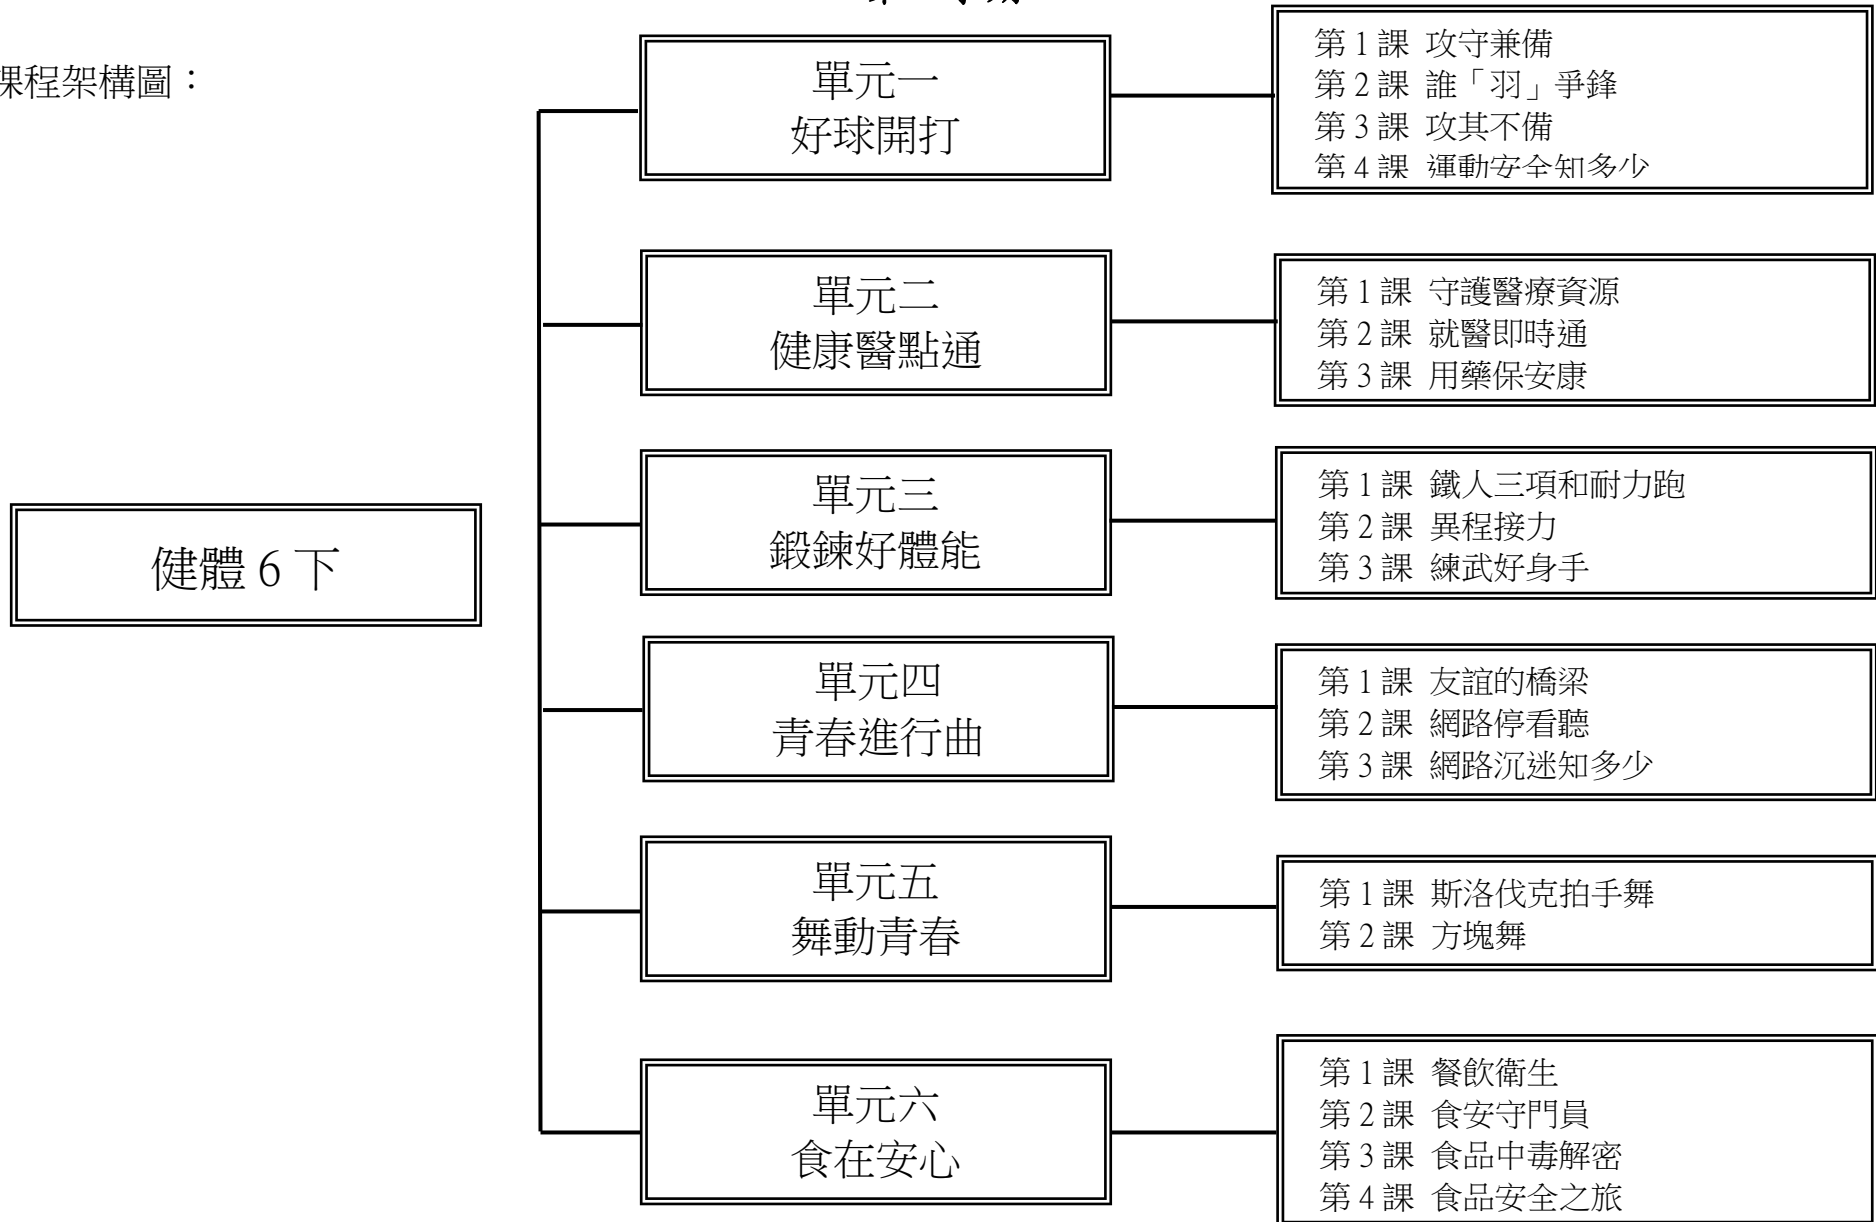 課程架構圖：
健體 6 下
單元一
好球開打
第 1 課 攻守兼備
第 2 課 誰「羽」爭鋒
第 3 課 攻其不備
第 4 課 運動安全知多少
單元二
健康醫點通
第 1 課 守護醫療資源
第 2 課 就醫即時通
第 3 課 用藥保安康
單元三
鍛鍊好體能
第 1 課 鐵人三項和耐力跑
第 2 課 異程接力
第 3 課 練武好身手
單元四
青春進行曲
第 1 課 友誼的橋梁
第 2 課 網路停看聽
第 3 課 網路沉迷知多少
單元五
舞動青春
第 1 課 斯洛伐克拍手舞
第 2 課 方塊舞
單元六
食在安心
第 1 課 餐飲衛生
第 2 課 食安守門員
第 3 課 食品中毒解密
第 4 課 食品安全之旅